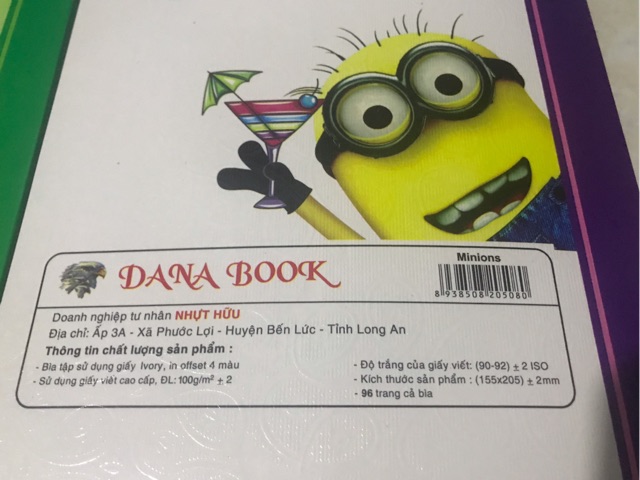 DANA BOOK
Minions
8 938508 205080
Doanh nghiệp tư nhân NHỰT HỮU
Địa chỉ: Ấp 3A - Xã Phước Lợi - Huyện Bến Lức - Tỉnh Long An
Thông tin chất lượng sản phẩm :
- Bìa tập sử dụng giấy Ivory, in offset 4 màu
- Sử dụng giấy viết cao cấp, ĐL: 100g/m² ± 2
- Độ trắng của giấy viết: (90-92) ± 2 ISO
- Kích thước sản phẩm : (155x205) ± 2mm
- 96 trang cả bìa